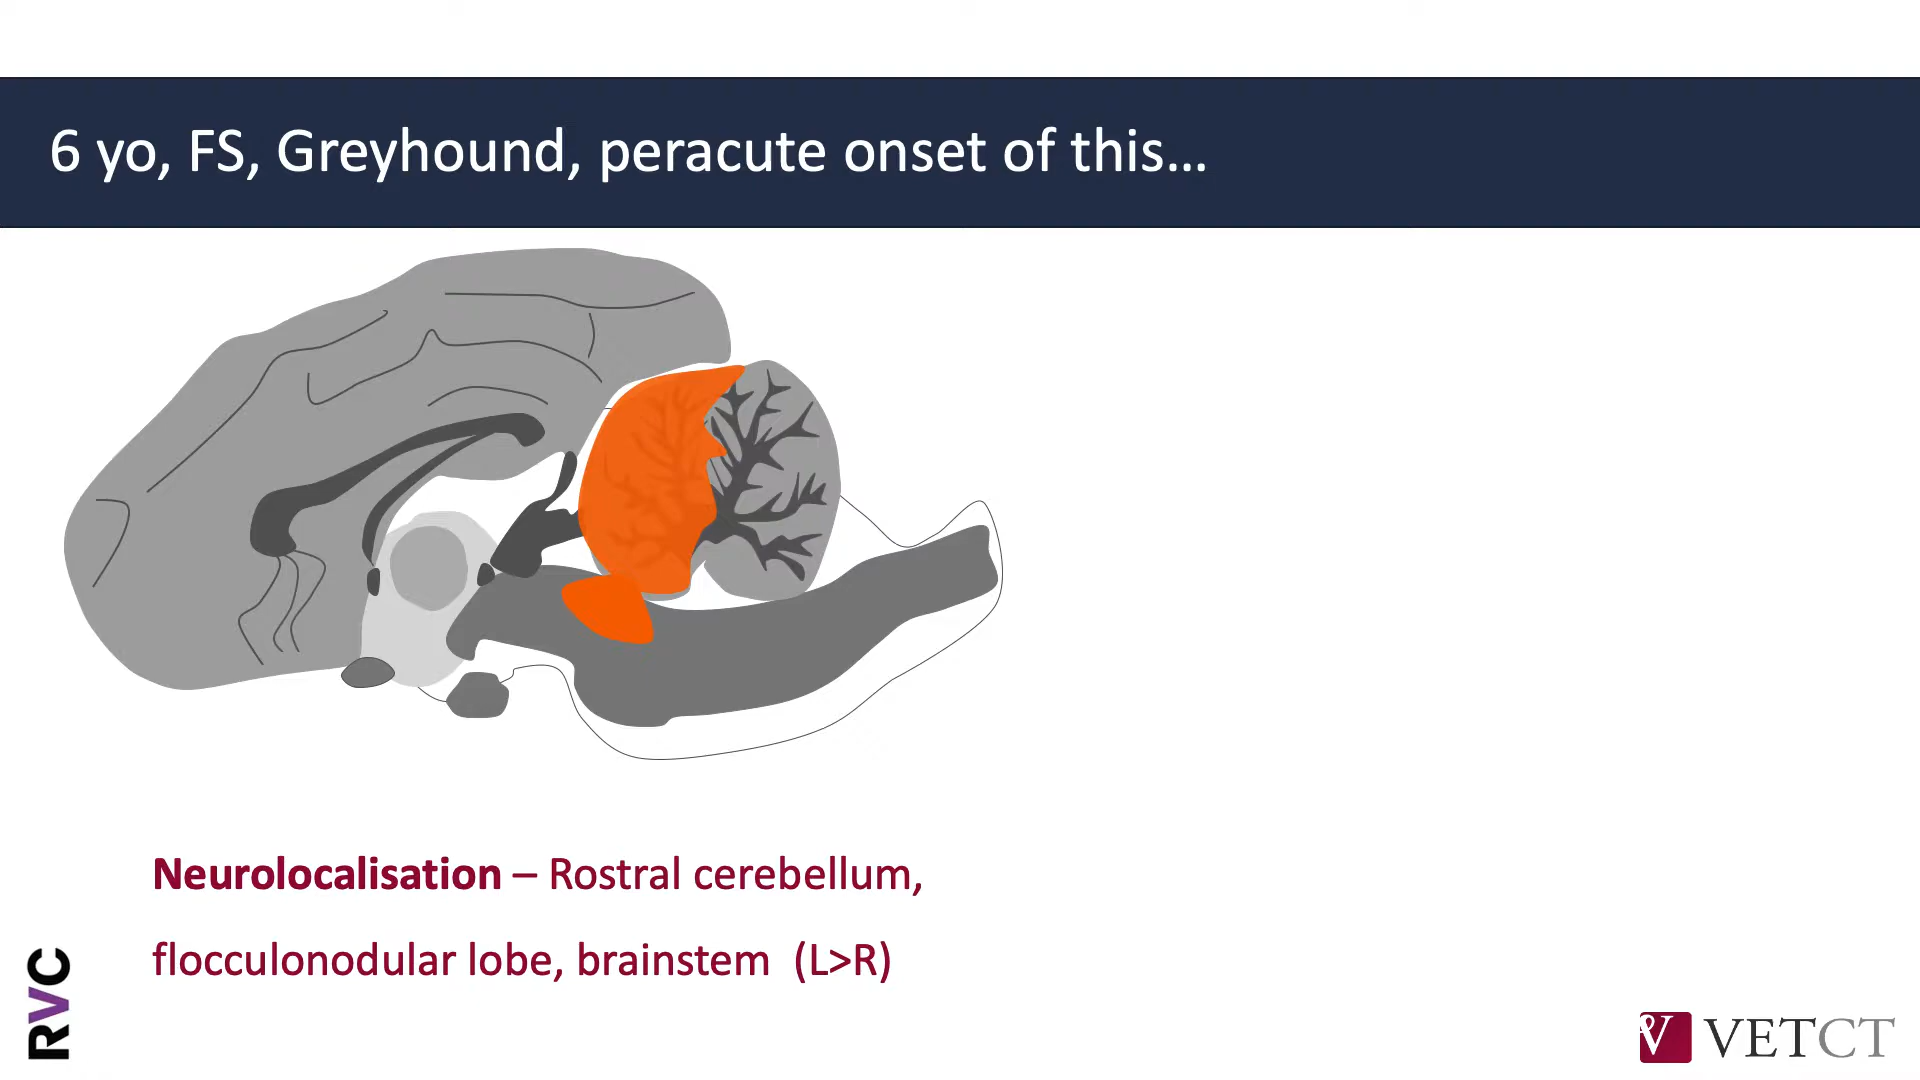 6 yo, FS, Greyhound, peracute onset of this...
Neurolocalisation – Rostral cerebellum,
flocculonodular lobe, brainstem (L>R)
RVC
V VETCT